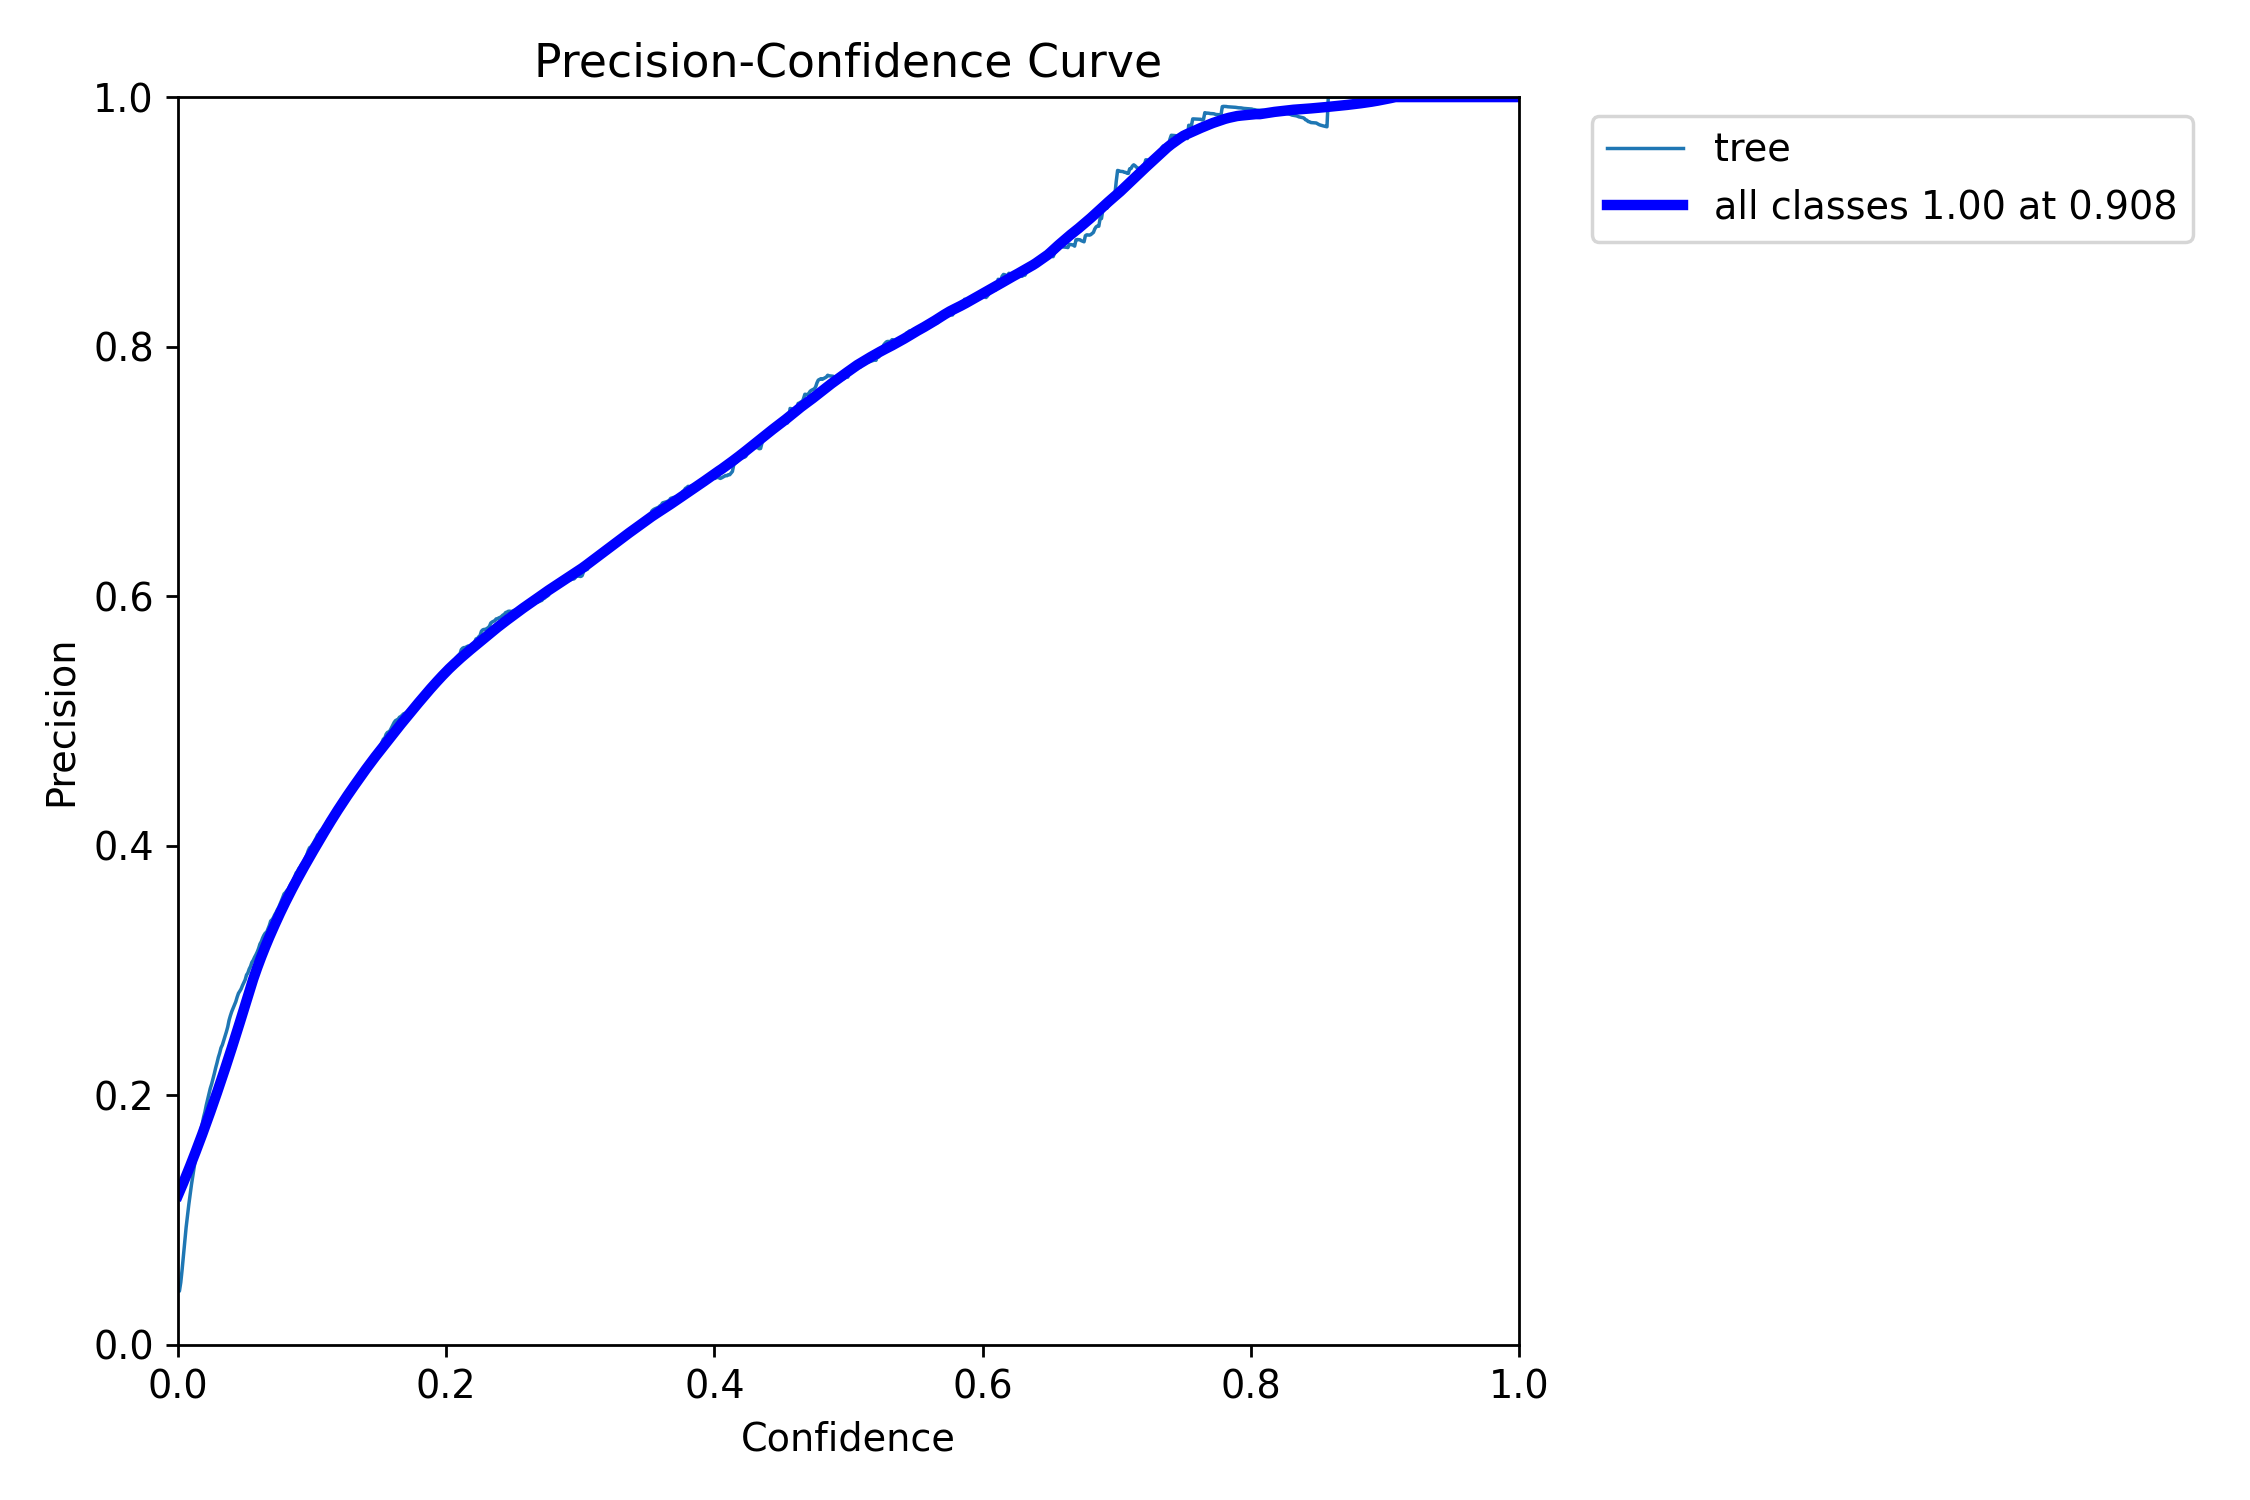 Precision-Confidence Curve
1.0
0.8
0.6
0.4
0.2
0.0
Precision
0.0 0.2 0.4 0.6 0.8 1.0
Confidence
tree
all classes 1.00 at 0.908